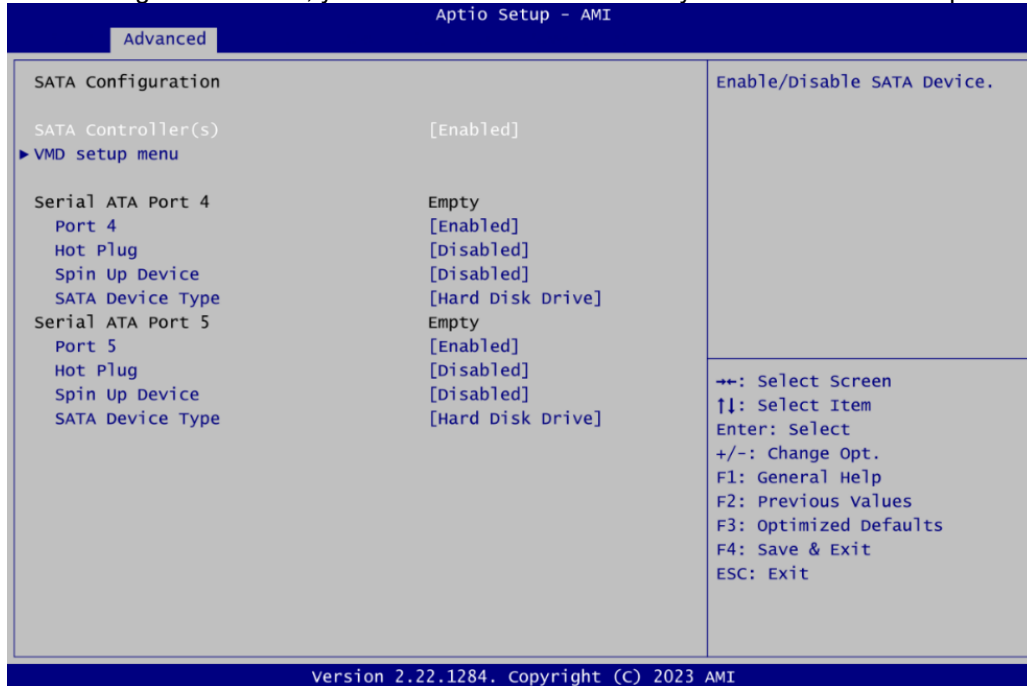 Aptio Setup - AMI
Advanced
SATA Configuration
SATA Controller(s) [Enabled]
► VMD setup menu
Serial ATA Port 4 Empty
Port 4 [Enabled]
Hot Plug [Disabled]
Spin Up Device [Disabled]
SATA Device Type [Hard Disk Drive]
Serial ATA Port 5 Empty
Port 5 [Enabled]
Hot Plug [Disabled]
Spin Up Device [Disabled]
SATA Device Type [Hard Disk Drive]
Enable/Disable SATA Device.
→←: Select Screen
↑↓: Select Item
Enter: Select
+/-: Change Opt.
F1: General Help
F2: Previous Values
F3: Optimized Defaults
F4: Save & Exit
ESC: Exit
Version 2.22.1284. Copyright (C) 2023 AMI